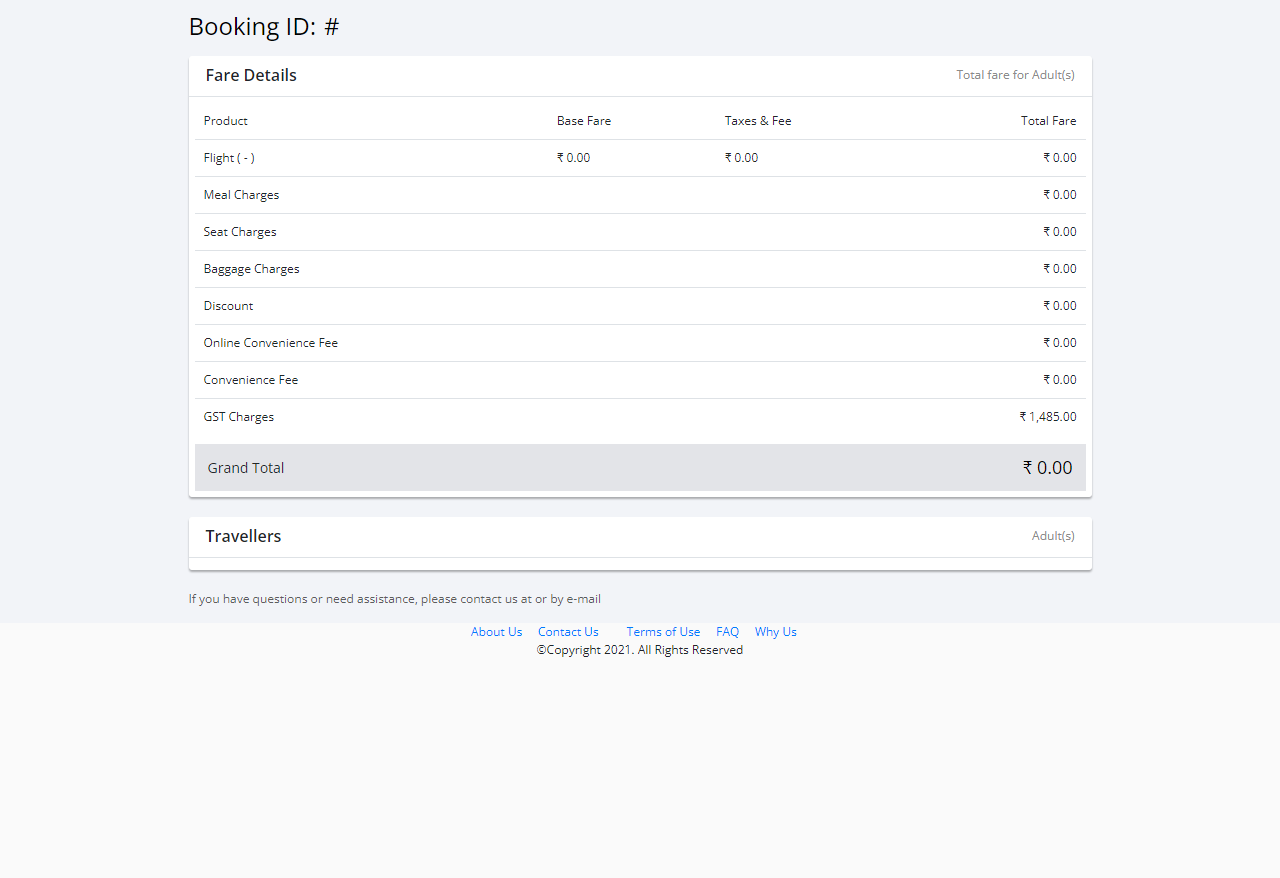 Booking ID: #
Fare Details Total fare for Adult(s)
Product Base Fare Taxes & Fee Total Fare
Flight ( - ) ₹ 0.00 ₹ 0.00 ₹ 0.00
Meal Charges ₹ 0.00
Seat Charges ₹ 0.00
Baggage Charges ₹ 0.00
Discount ₹ 0.00
Online Convenience Fee ₹ 0.00
Convenience Fee ₹ 0.00
GST Charges ₹ 1,485.00
Grand Total ₹ 0.00
Travellers Adult(s)
If you have questions or need assistance, please contact us at or by e-mail
About Us Contact Us Terms of Use FAQ Why Us
©Copyright 2021. All Rights Reserved